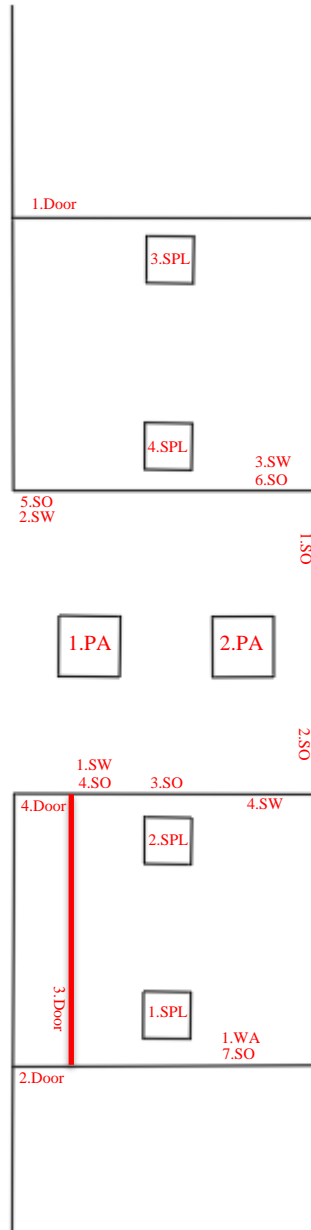 1.Door
3.SPL
4.SPL
3.SW
6.SO
5.SO
2.SW
1.SO
1.PA
2.PA
2.SO
1.SW
4.SO
3.SO
4.Door
4.SW
2.SPL
3.Door
1.SPL
1.WA
7.SO
2.Door